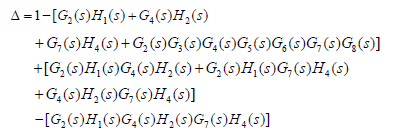 Δ=1−[G₂(s)H₁(s)+G₄(s)H₂(s)
+G₇(s)H₄(s)+G₂(s)G₃(s)G₄(s)G₅(s)G₆(s)G₇(s)G₈(s)]
+[G₂(s)H₁(s)G₄(s)H₂(s)+G₂(s)H₁(s)G₇(s)H₄(s)
+G₄(s)H₂(s)G₇(s)H₄(s)]
−[G₂(s)H₁(s)G₄(s)H₂(s)G₇(s)H₄(s)]